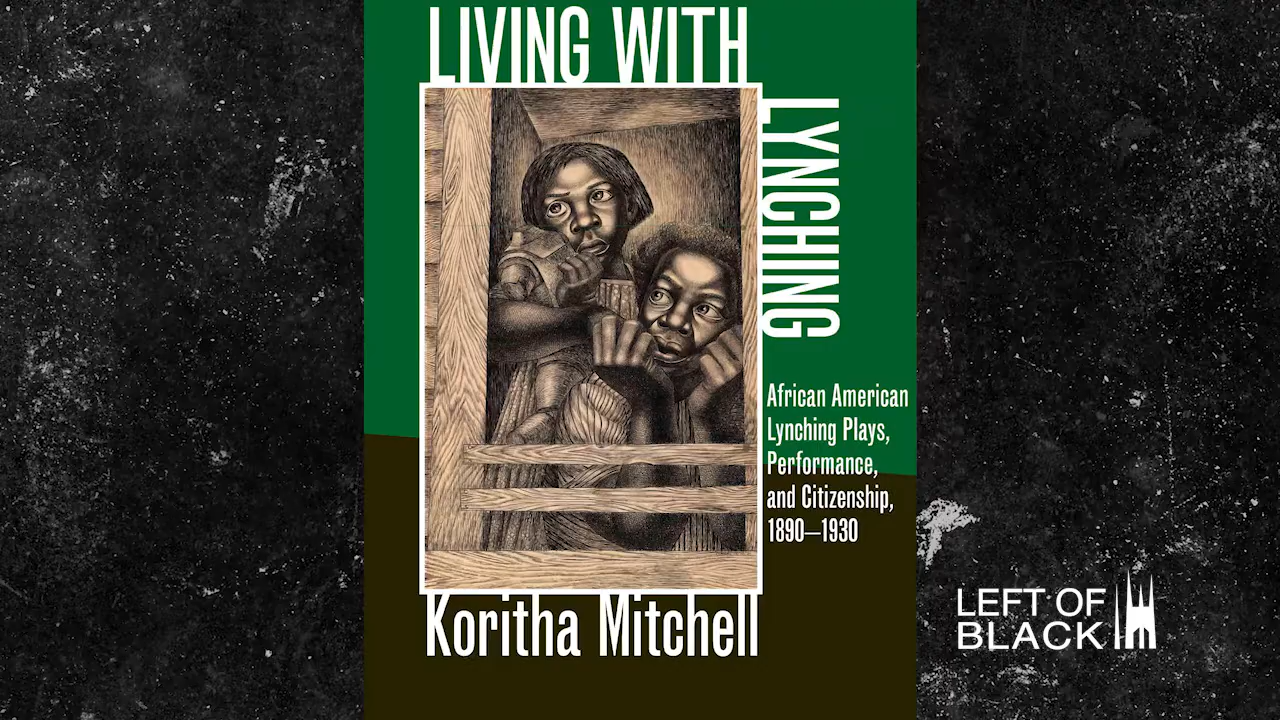 LIVING WITH
LYNCHING
African American
Lynching Plays,
Performance,
and Citizenship,
1890–1930
Koritha Mitchell
LEFT OF
BLACK